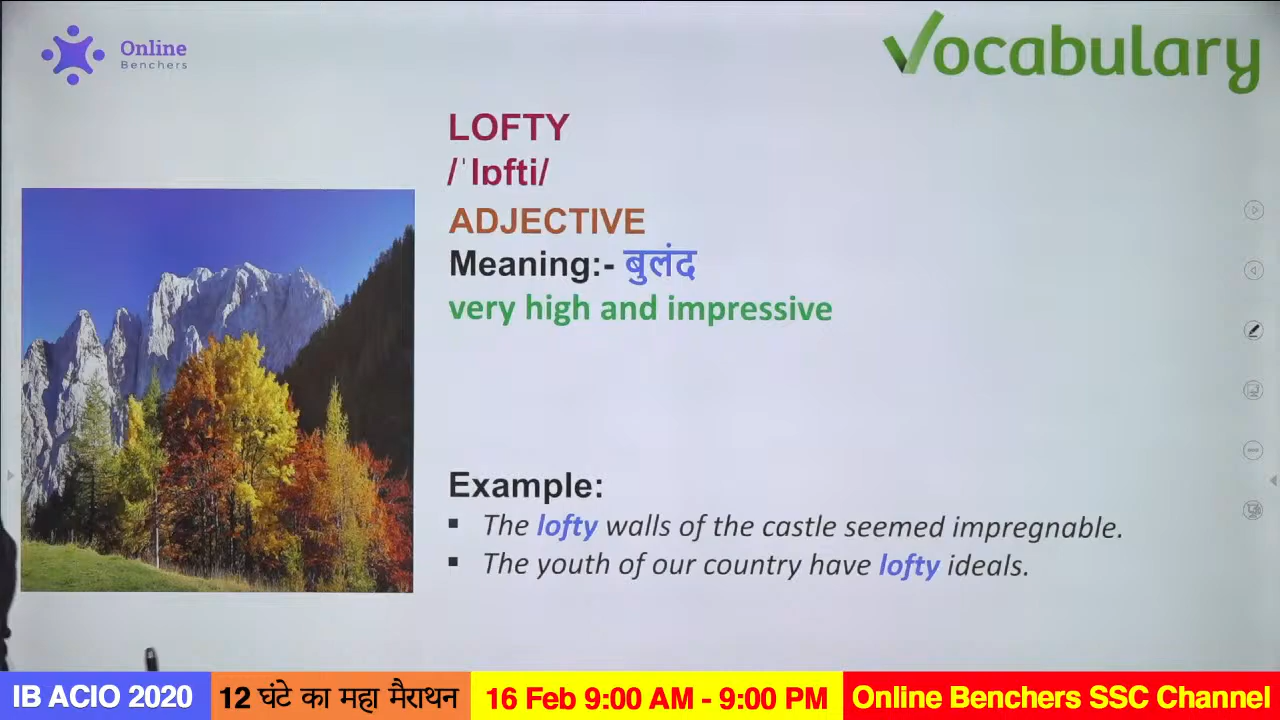 Online
Benchers
Vocabulary
LOFTY
/ˈlɒfti/
ADJECTIVE
Meaning:- बुलंद
very high and impressive
Example:
▪ The lofty walls of the castle seemed impregnable.
▪ The youth of our country have lofty ideals.
IB ACIO 2020
12 घंटे का महा मैराथन
16 Feb 9:00 AM - 9:00 PM
Online Benchers SSC Channel